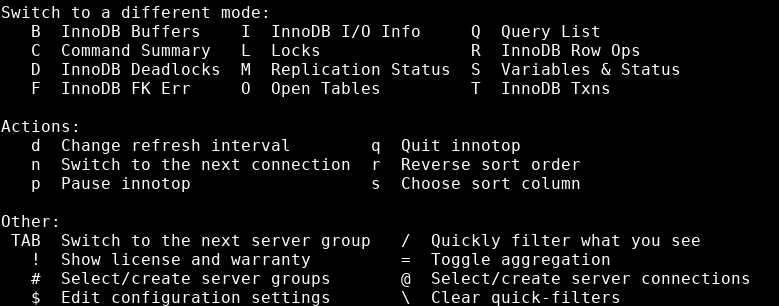 Switch to a different mode:
   B  InnoDB Buffers    I  InnoDB I/O Info     Q  Query List
   C  Command Summary   L  Locks               R  InnoDB Row Ops
   D  InnoDB Deadlocks  M  Replication Status  S  Variables & Status
   F  InnoDB FK Err     O  Open Tables         T  InnoDB Txns

Actions:
   d  Change refresh interval        q  Quit innotop
   n  Switch to the next connection  r  Reverse sort order
   p  Pause innotop                  s  Choose sort column

Other:
 TAB  Switch to the next server group   /  Quickly filter what you see
   !  Show license and warranty         =  Toggle aggregation
   #  Select/create server groups       @  Select/create server connections
   $  Edit configuration settings       \  Clear quick-filters